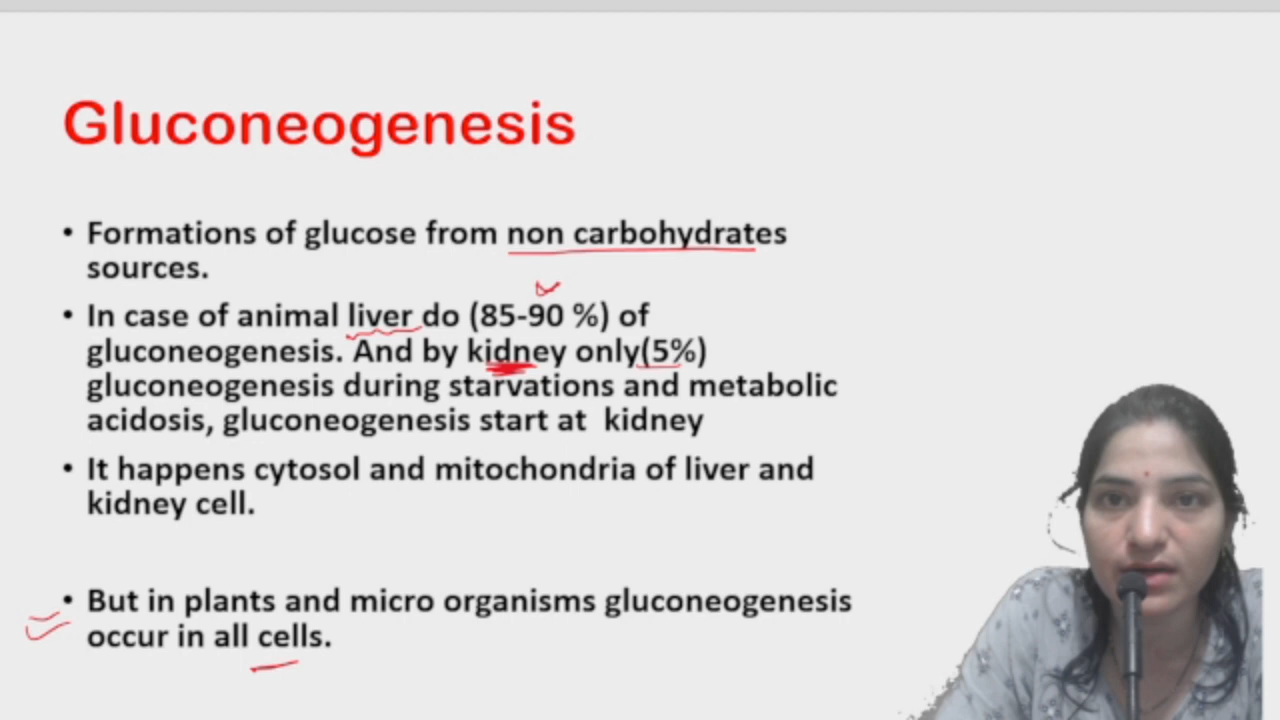 Gluconeogenesis
• Formations of glucose from non carbohydrates
sources.
• In case of animal liver do (85-90 %) of
gluconeogenesis. And by kidney only(5%)
gluconeogenesis during starvations and metabolic
acidosis, gluconeogenesis start at  kidney
• It happens cytosol and mitochondria of liver and
kidney cell.
• But in plants and micro organisms gluconeogenesis
occur in all cells.